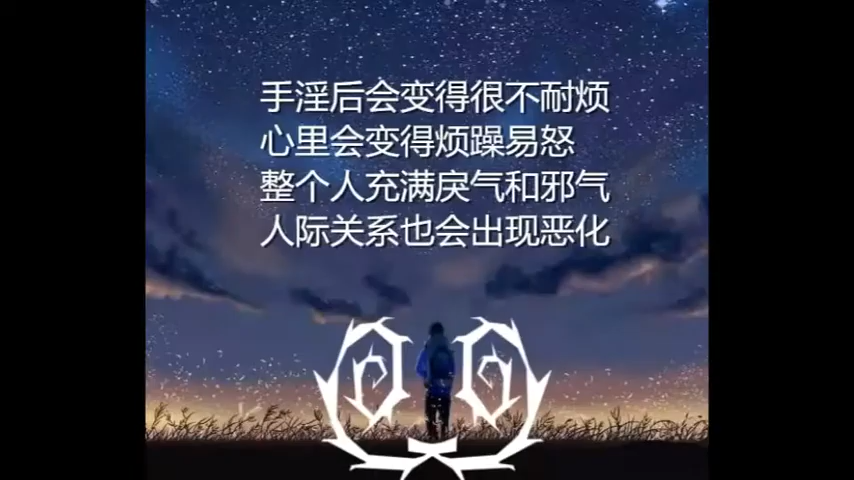 手淫后会变得很不耐烦
心里会变得烦躁易怒
整个人充满戾气和邪气
人际关系也会出现恶化